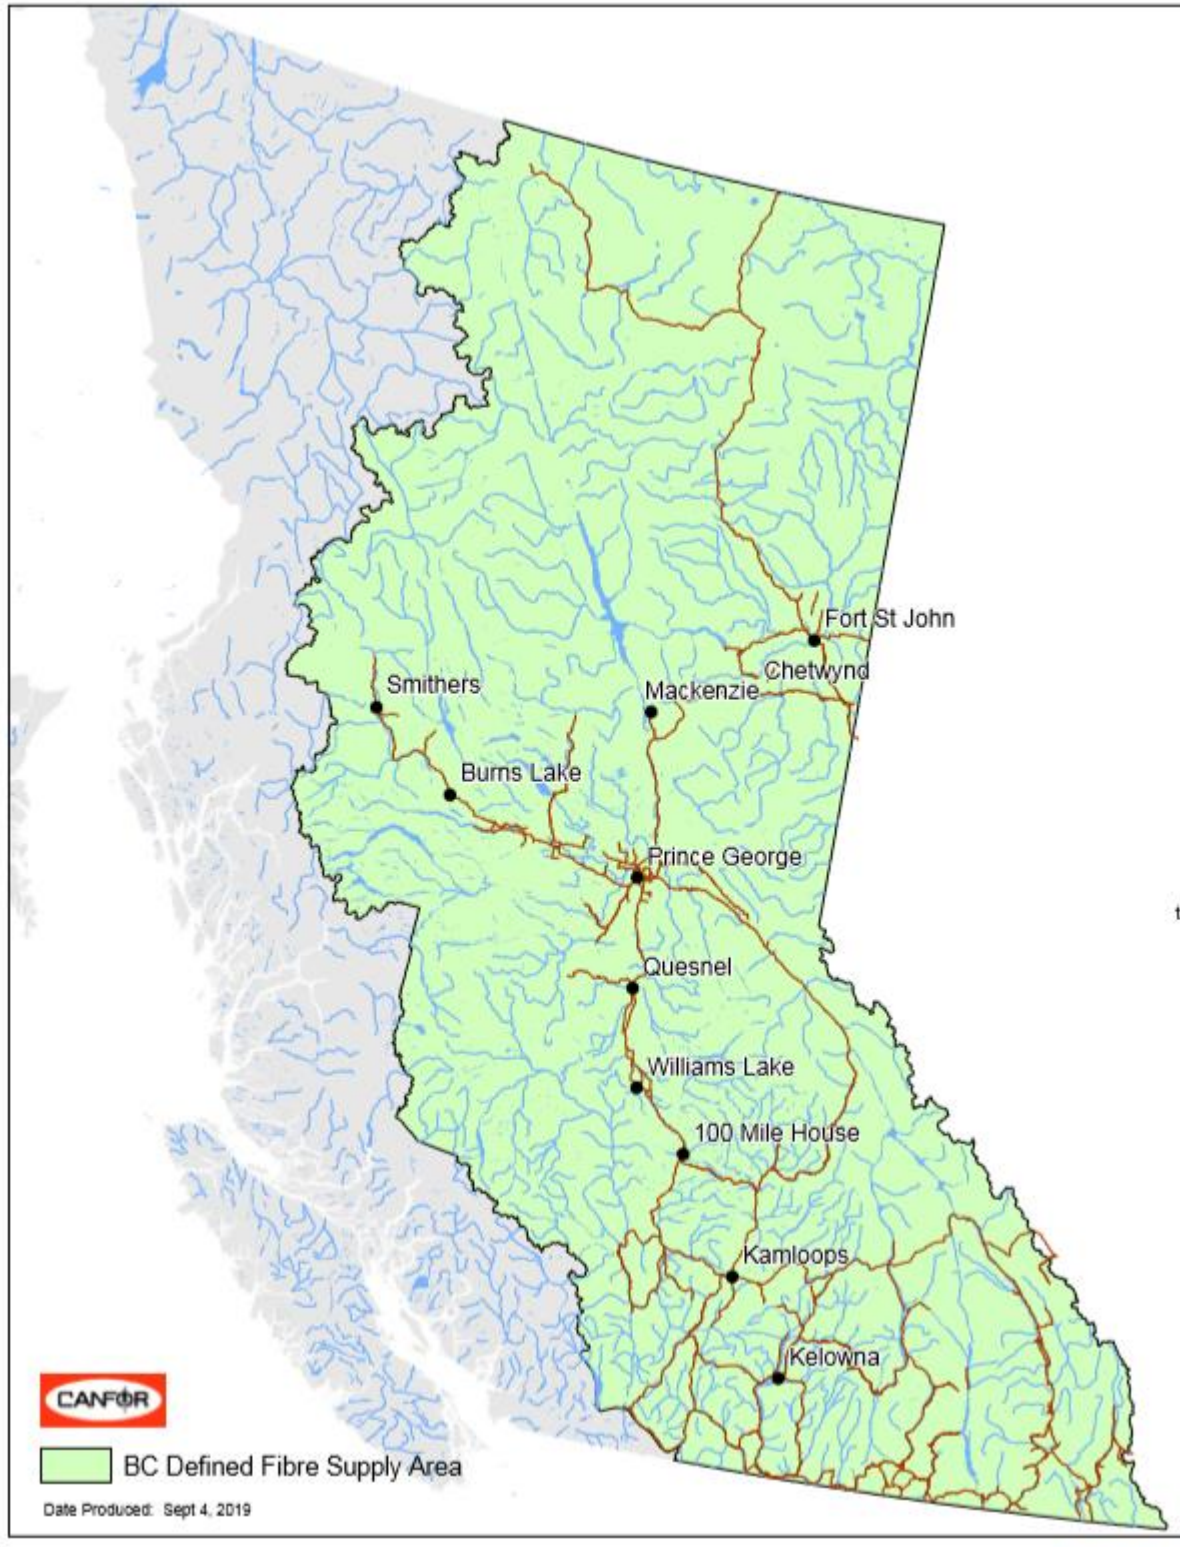 Fort St John
Chetwynd
Smithers
Mackenzie
Burns Lake
Prince George
t
Quesnel
Williams Lake
100 Mile House
Kamloops
Kelowna
CANFOR
BC Defined Fibre Supply Area
Date Produced: Sept 4, 2019